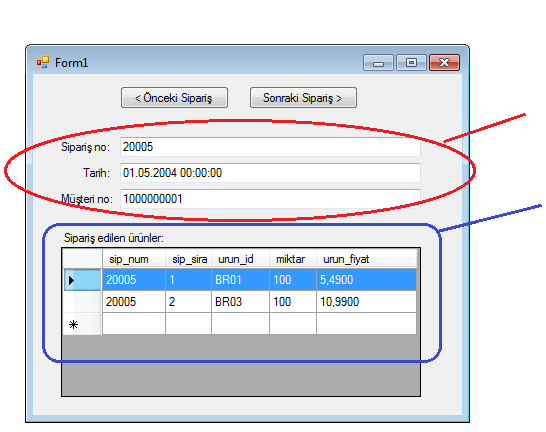 Form1
< Önceki Sipariş Sonraki Sipariş >
Sipariş no: 20005
Tarih: 01.05.2004 00:00:00
Müşteri no: 1000000001
Sipariş edilen ürünler:
sip_num sip_sira urun_id miktar urun_fiyat
20005 1 BR01 100 5,4900
20005 2 BR03 100 10,9900